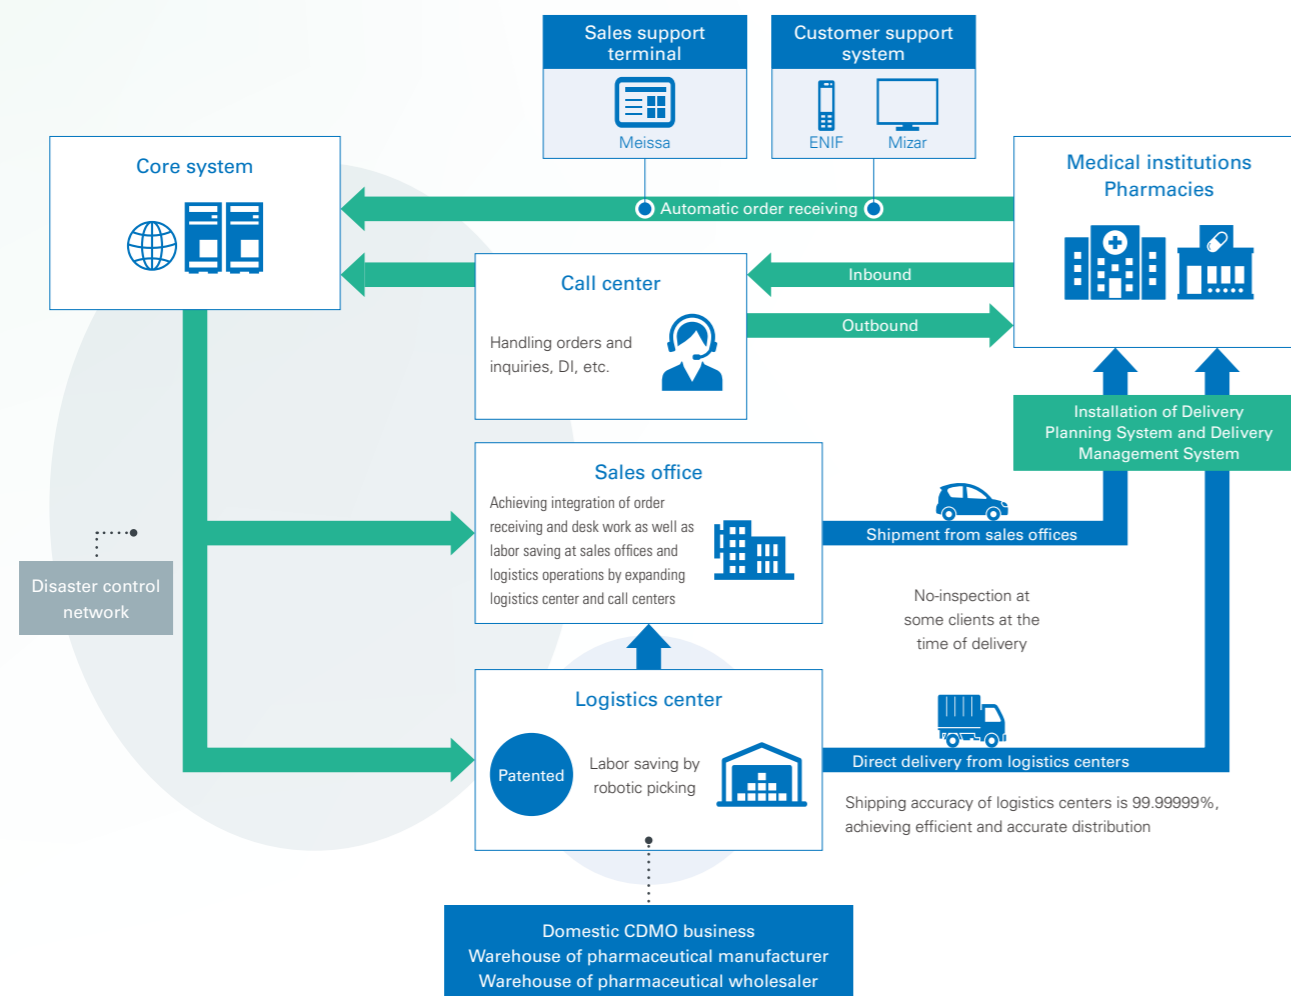 Sales support
terminal
Meissa
Customer support
system
ENIF
Mizar
Core system
Medical institutions
Pharmacies
Automatic order receiving
Call center
Handling orders and
inquiries, DI, etc.
Inbound
Outbound
Installation of Delivery
Planning System and Delivery
Management System
Sales office
Achieving integration of order
receiving and desk work as well as
labor saving at sales offices and
logistics operations by expanding
logistics center and call centers
Shipment from sales offices
Disaster control
network
No-inspection at
some clients at the
time of delivery
Logistics center
Patented
Labor saving by
robotic picking
Direct delivery from logistics centers
Shipping accuracy of logistics centers is 99.99999%,
achieving efficient and accurate distribution
Domestic CDMO business
Warehouse of pharmaceutical manufacturer
Warehouse of pharmaceutical wholesaler